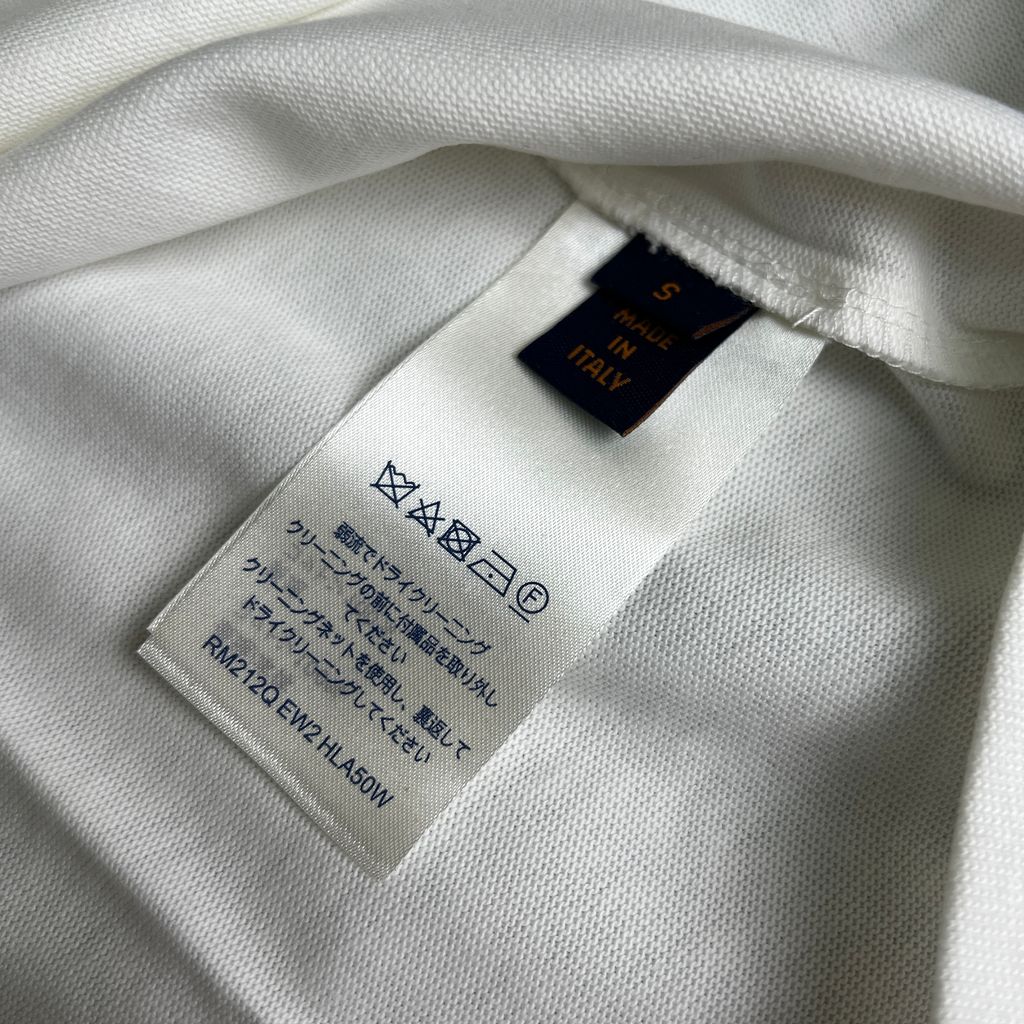 S
MADE
IN
ITALY
F
弱流でドライクリーニング
クリーニングの前に付属品を取り外し
てください
クリーニングネットを使用し、裏返して
ドライクリーニングしてください
RM212Q EW2 HLA50W